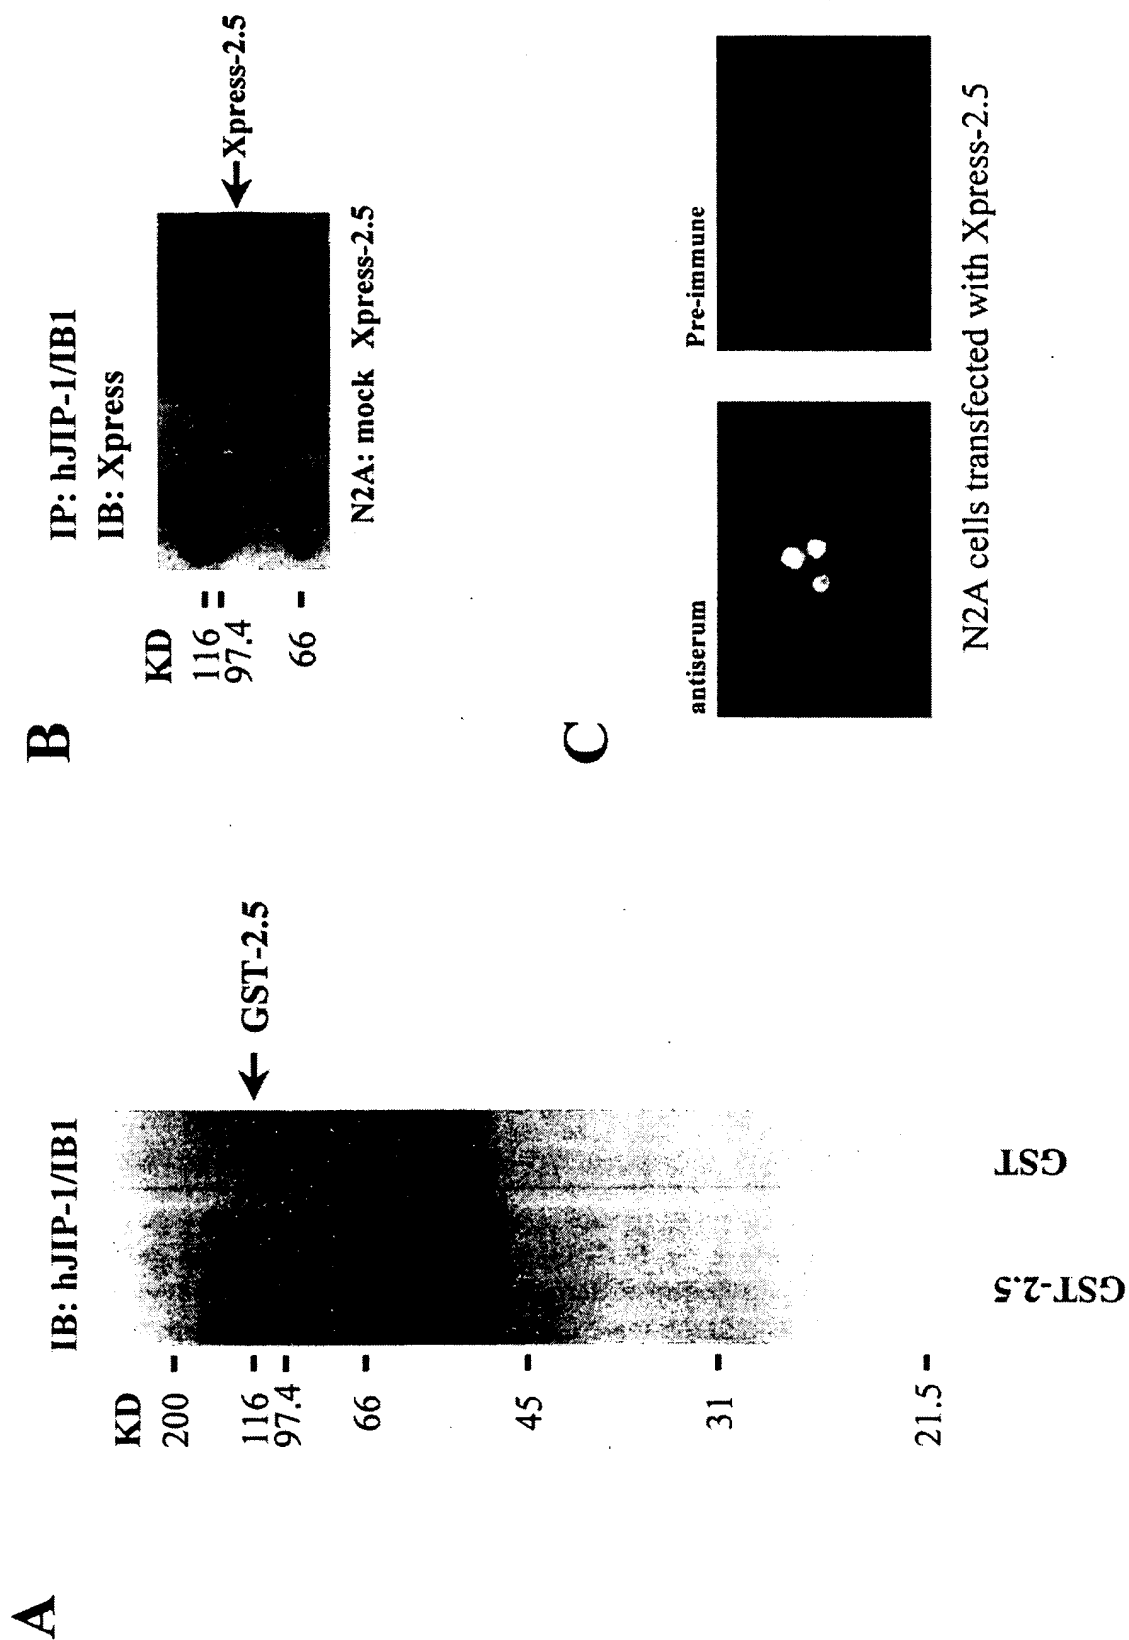 A
IB: hJIP-1/IB1
KD
200
116
97.4
66
45
31
21.5
GST-2.5
GST-2.5
GST
B
IP: hJIP-1/IB1
IB: Xpress
KD
116
97.4
66
Xpress-2.5
N2A: mock Xpress-2.5
C
antiserum
Pre-immune
N2A cells transfected with Xpress-2.5